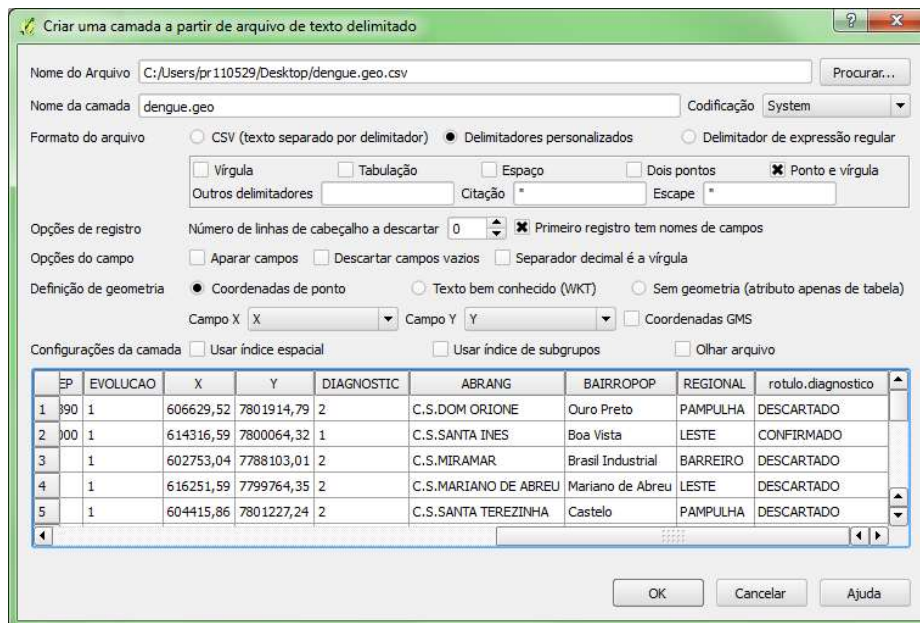 Criar uma camada a partir de arquivo de texto delimitado
Nome do Arquivo C:/Users/pr110529/Desktop/dengue.geo.csv Procurar...
Nome da camada dengue.geo Codificação System
Formato do arquivo CSV (texto separado por delimitador) Delimitadores personalizados Delimitador de expressão regular
Vírgula Tabulação Espaço Dois pontos Ponto e vírgula
Outros delimitadores Citação " Escape "
Opções de registro Número de linhas de cabeçalho a descartar 0 Primeiro registro tem nomes de campos
Opções do campo Aparar campos Descartar campos vazios Separador decimal é a vírgula
Definição de geometria Coordenadas de ponto Texto bem conhecido (WKT) Sem geometria (atributo apenas de tabela)
Campo X X Campo Y Y Coordenadas GMS
Configurações da camada Usar índice espacial Usar índice de subgrupos Olhar arquivo
EP EVOLUCAO X Y DIAGNOSTIC ABRANG BAIRROPOP REGIONAL rotulo.diagnostico
1 390 1 606629,52 7801914,79 2 C.S.DOM ORIONE Ouro Preto PAMPULHA DESCARTADO
2 000 1 614316,59 7800064,32 1 C.S.SANTA INES Boa Vista LESTE CONFIRMADO
3 1 602753,04 7788103,01 2 C.S.MIRAMAR Brasil Industrial BARREIRO DESCARTADO
4 1 616251,59 7799764,35 2 C.S.MARIANO DE ABREU Mariano de Abreu LESTE DESCARTADO
5 1 604415,86 7801227,24 2 C.S.SANTA TEREZINHA Castelo PAMPULHA DESCARTADO
OK Cancelar Ajuda